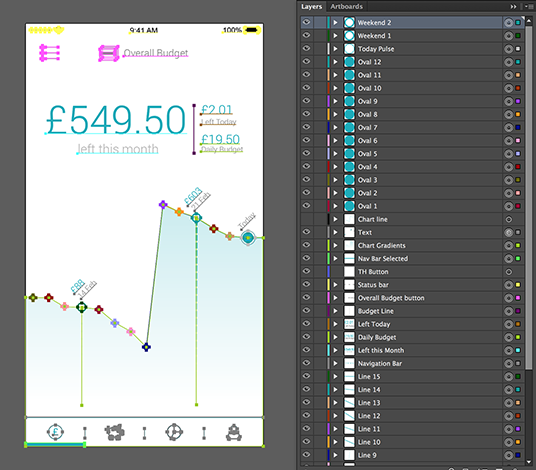 9:41 AM
100%
Overall Budget
£549.50
left this month
£2.01
Left Today
£19.50
Daily Budget
£603
21 Feb
Today
£88
14 Feb
£
Layers
Artboards
Weekend 2
Weekend 1
Today Pulse
Oval 12
Oval 11
Oval 10
Oval 9
Oval 8
Oval 7
Oval 6
Oval 5
Oval 4
Oval 3
Oval 2
Oval 1
Chart line
Text
Chart Gradients
Nav Bar Selected
TH Button
Status bar
Overall Budget button
Budget Line
Left Today
Daily Budget
Left this Month
Navigation Bar
Line 15
Line 14
Line 13
Line 12
Line 11
Line 10
Line 9